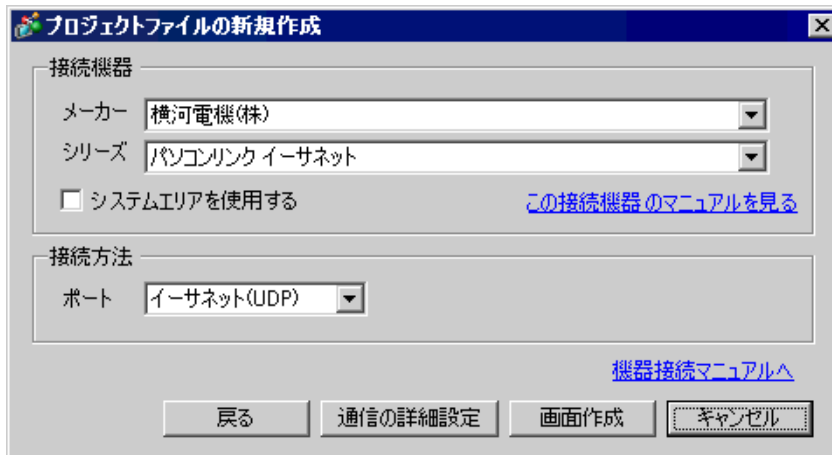 プロジェクトファイルの新規作成
接続機器
メーカー 横河電機(株)
シリーズ パソコンリンク イーサネット
システムエリアを使用する この接続機器のマニュアルを見る
接続方法
ポート イーサネット(UDP)
機器接続マニュアルへ
戻る 通信の詳細設定 画面作成 キャンセル